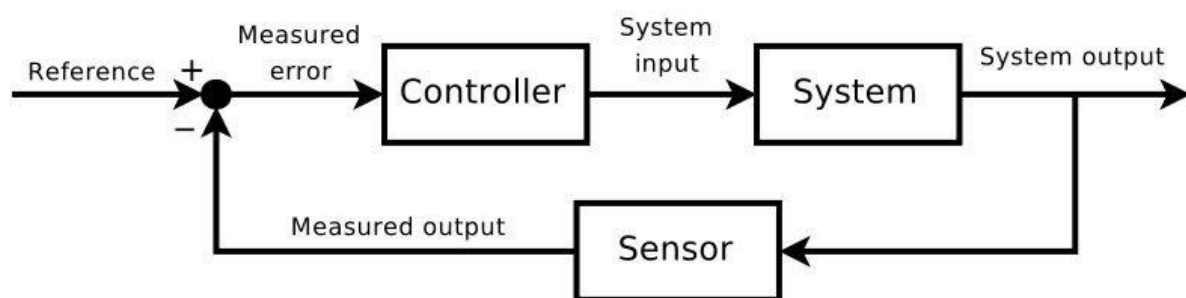 Reference
+
−
Measured
error
Controller
System
input
System
System output
Measured output
Sensor